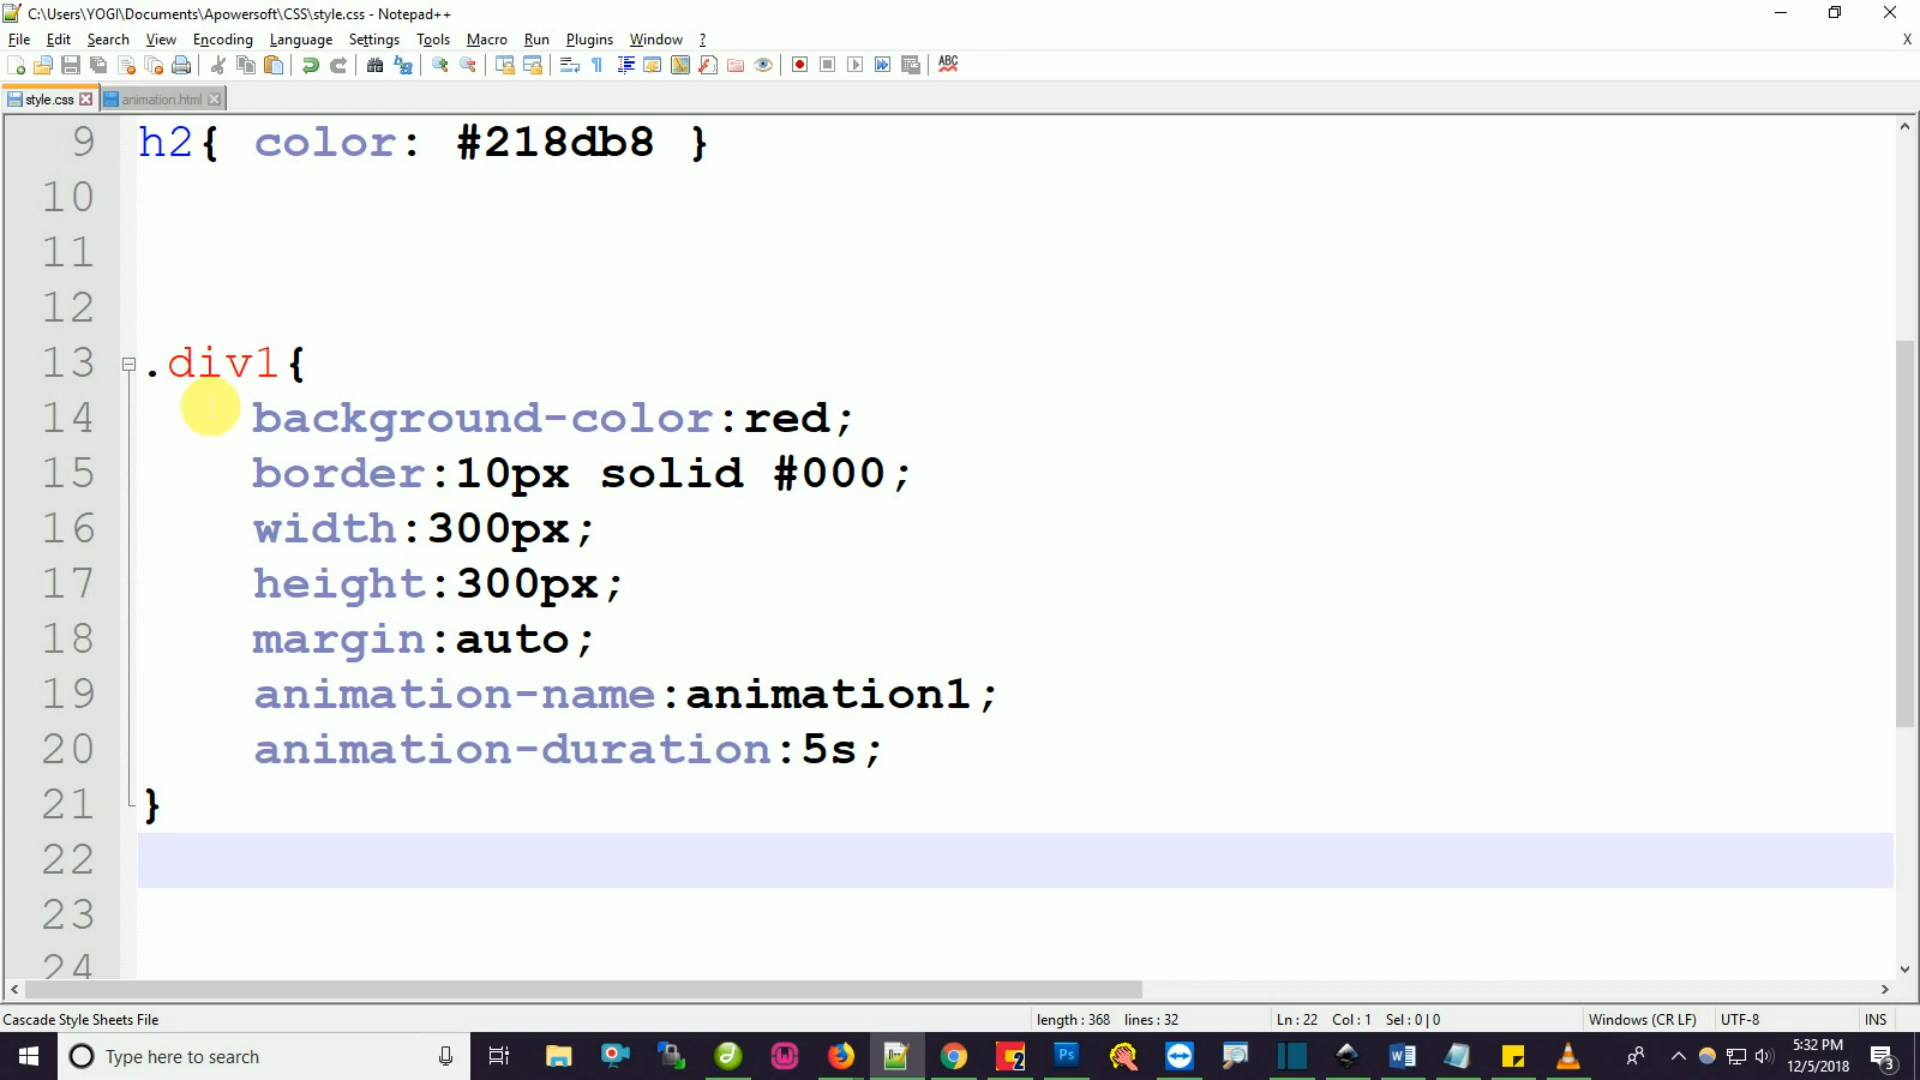 C:\Users\YOGI\Documents\Apowersoft\CSS\style.css - Notepad++
File Edit Search View Encoding Language Settings Tools Macro Run Plugins Window ? X
ABC
style.css animation.html
9 h2{ color: #218db8 }
10
11
12
13 .div1{
14 background-color:red;
15 border:10px solid #000;
16 width:300px;
17 height:300px;
18 margin:auto;
19 animation-name:animation1;
20 animation-duration:5s;
21 }
22
23
24
Cascade Style Sheets File length : 368 lines : 32 Ln : 22 Col : 1 Sel : 0 | 0 Windows (CR LF) UTF-8 INS
Type here to search 2 Ps W 5:32 PM
12/5/2018 3